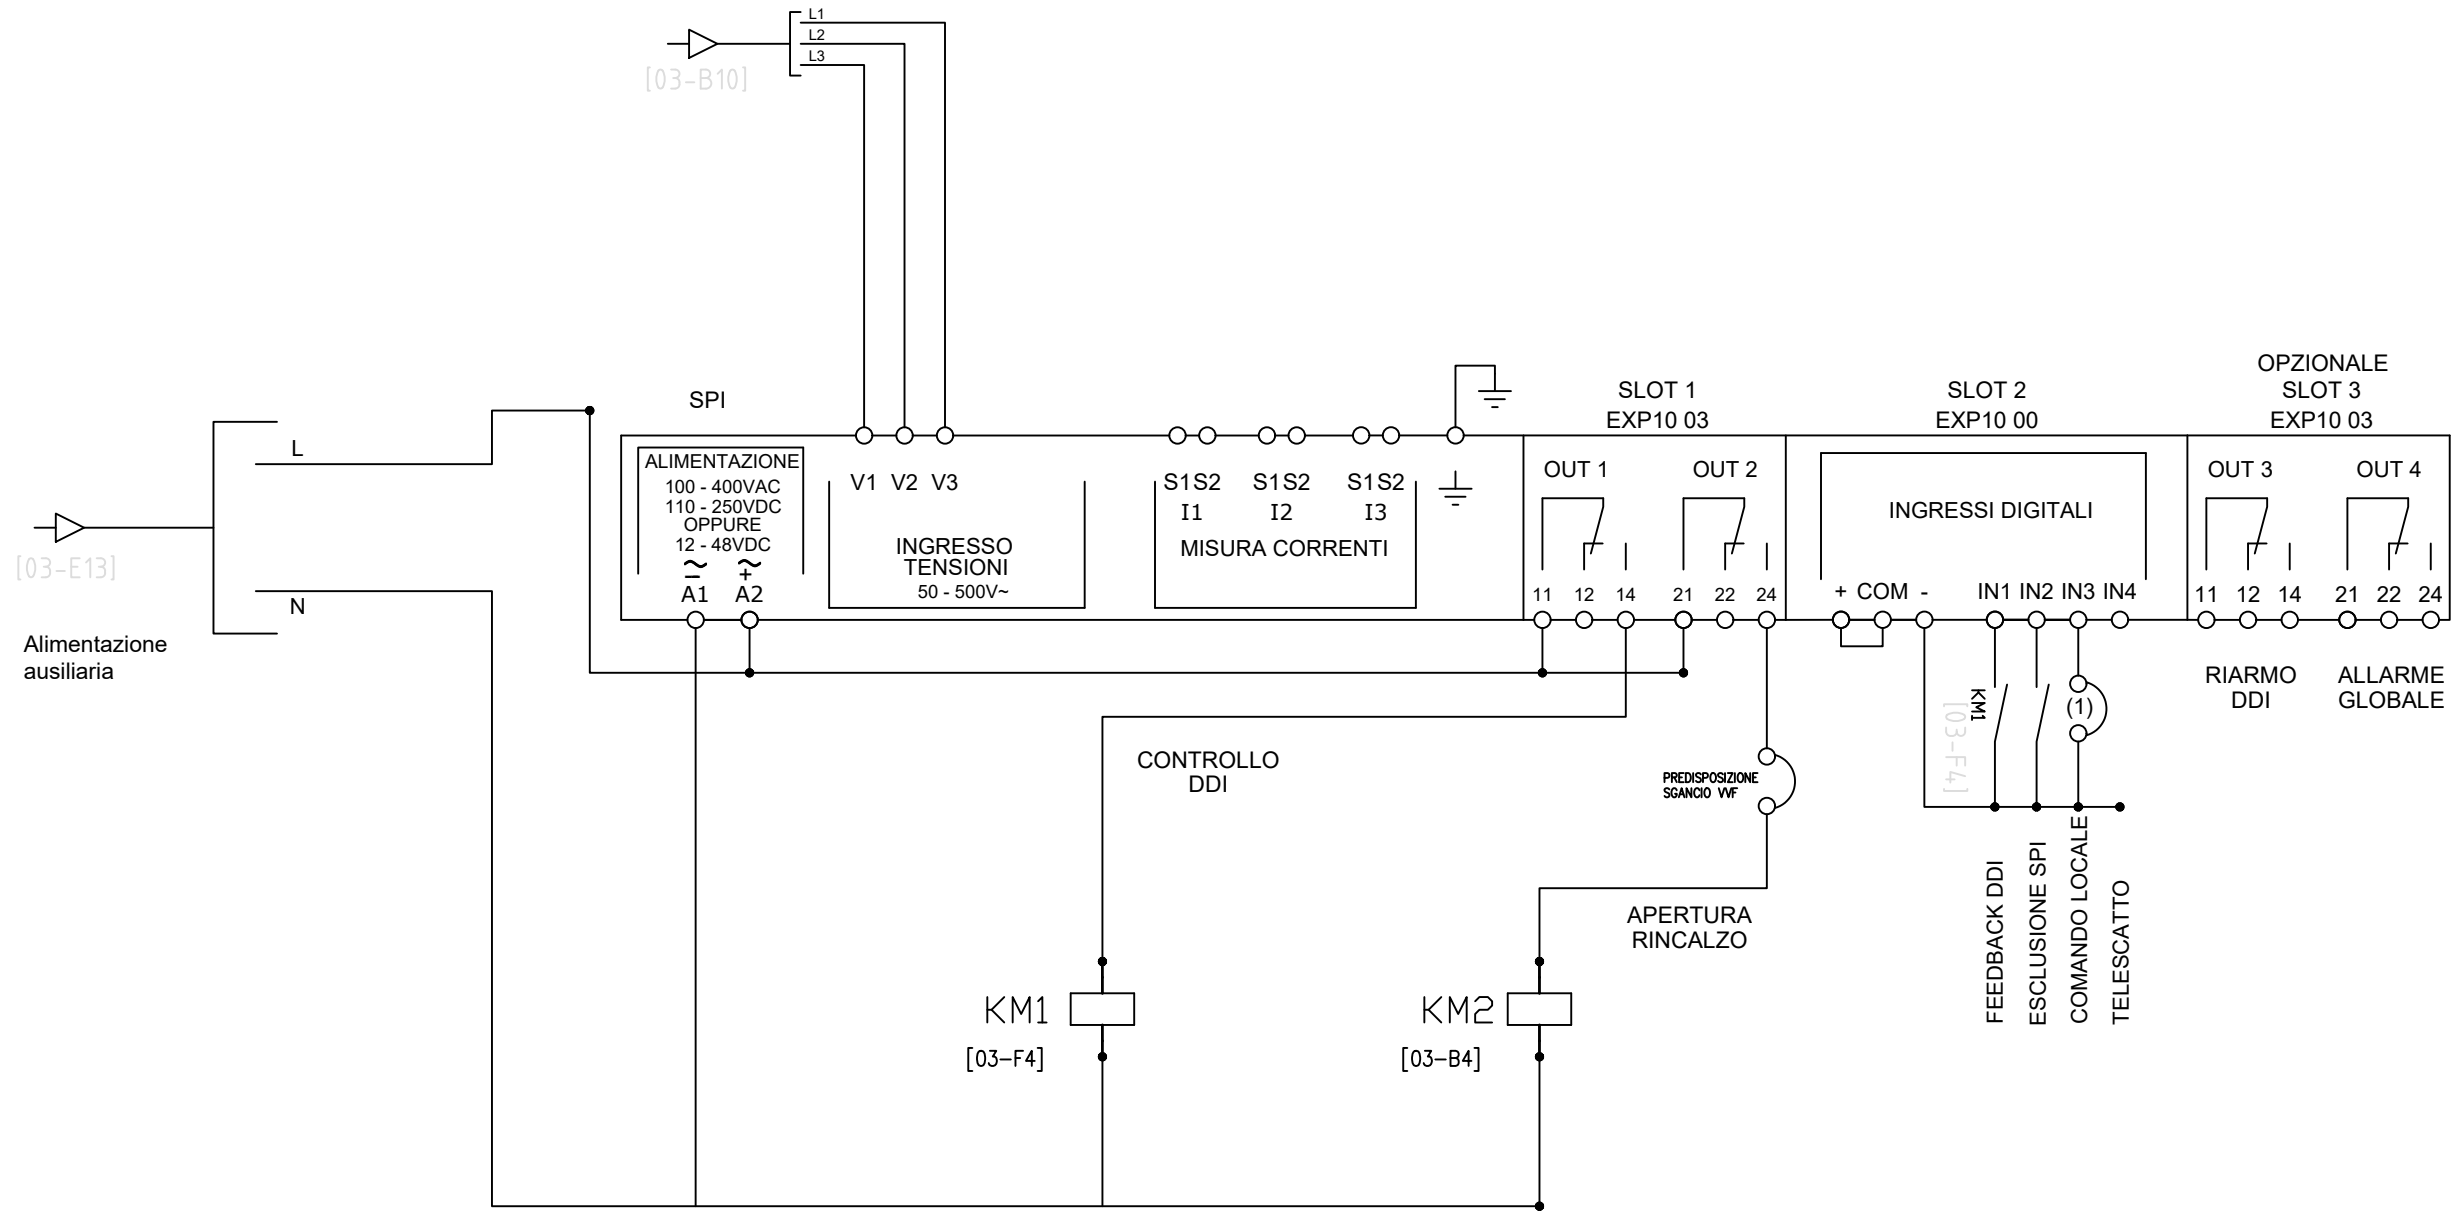 L1
L2
L3
[03-B10]
L
[03-E13]
N
Alimentazione
ausiliaria
SPI
ALIMENTAZIONE
100 - 400VAC
110 - 250VDC
OPPURE
12 - 48VDC
∼ ∼
− +
A1 A2
V1 V2 V3
INGRESSO
TENSIONI
50 - 500V~
S1S2 S1S2 S1S2
I1 I2 I3
MISURA CORRENTI
SLOT 1
EXP10 03
OUT 1 OUT 2
11 12 14 21 22 24
SLOT 2
EXP10 00
INGRESSI DIGITALI
+ COM - IN1 IN2 IN3 IN4
OPZIONALE
SLOT 3
EXP10 03
OUT 3 OUT 4
11 12 14 21 22 24
RIARMO
DDI
ALLARME
GLOBALE
CONTROLLO
DDI
PREDISPOSIZIONE
SGANCIO VVF
APERTURA
RINCALZO
KM1
[03-F4]
(1)
FEEDBACK DDI
ESCLUSIONE SPI
COMANDO LOCALE
TELESCATTO
KM1
[03-F4]
KM2
[03-B4]